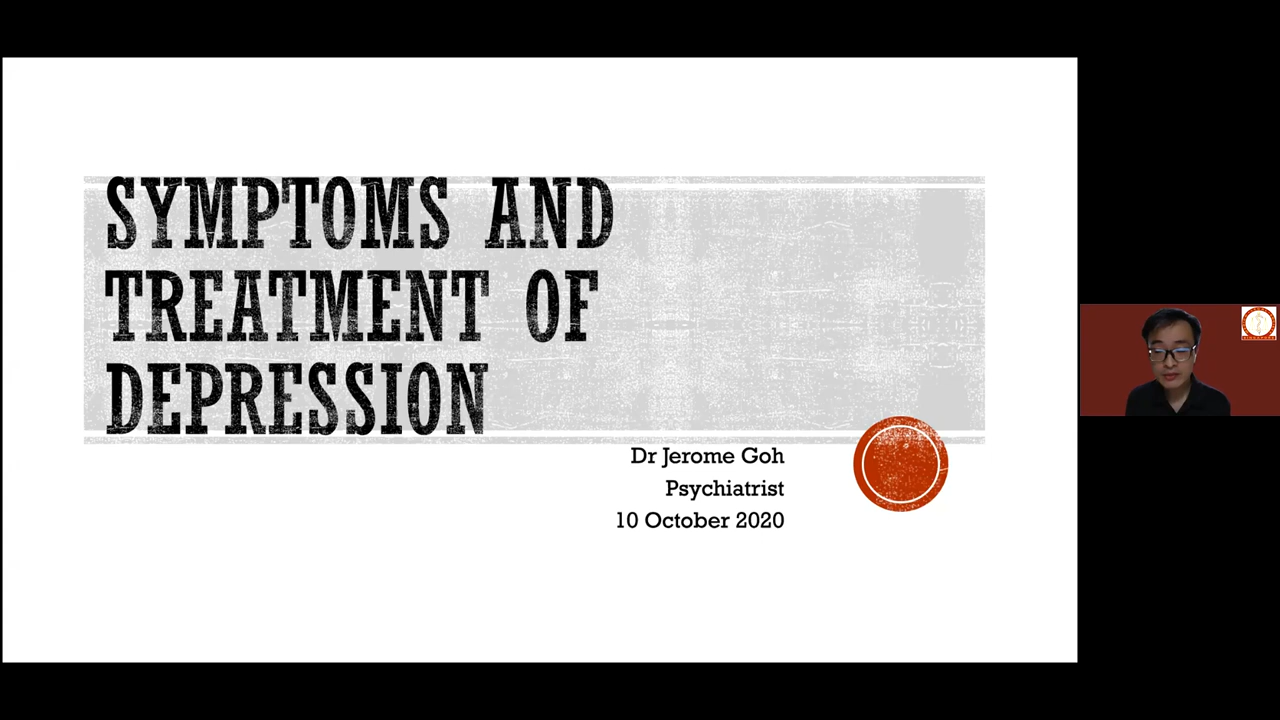 SYMPTOMS AND
TREATMENT OF
DEPRESSION
Dr Jerome Goh
Psychiatrist
10 October 2020